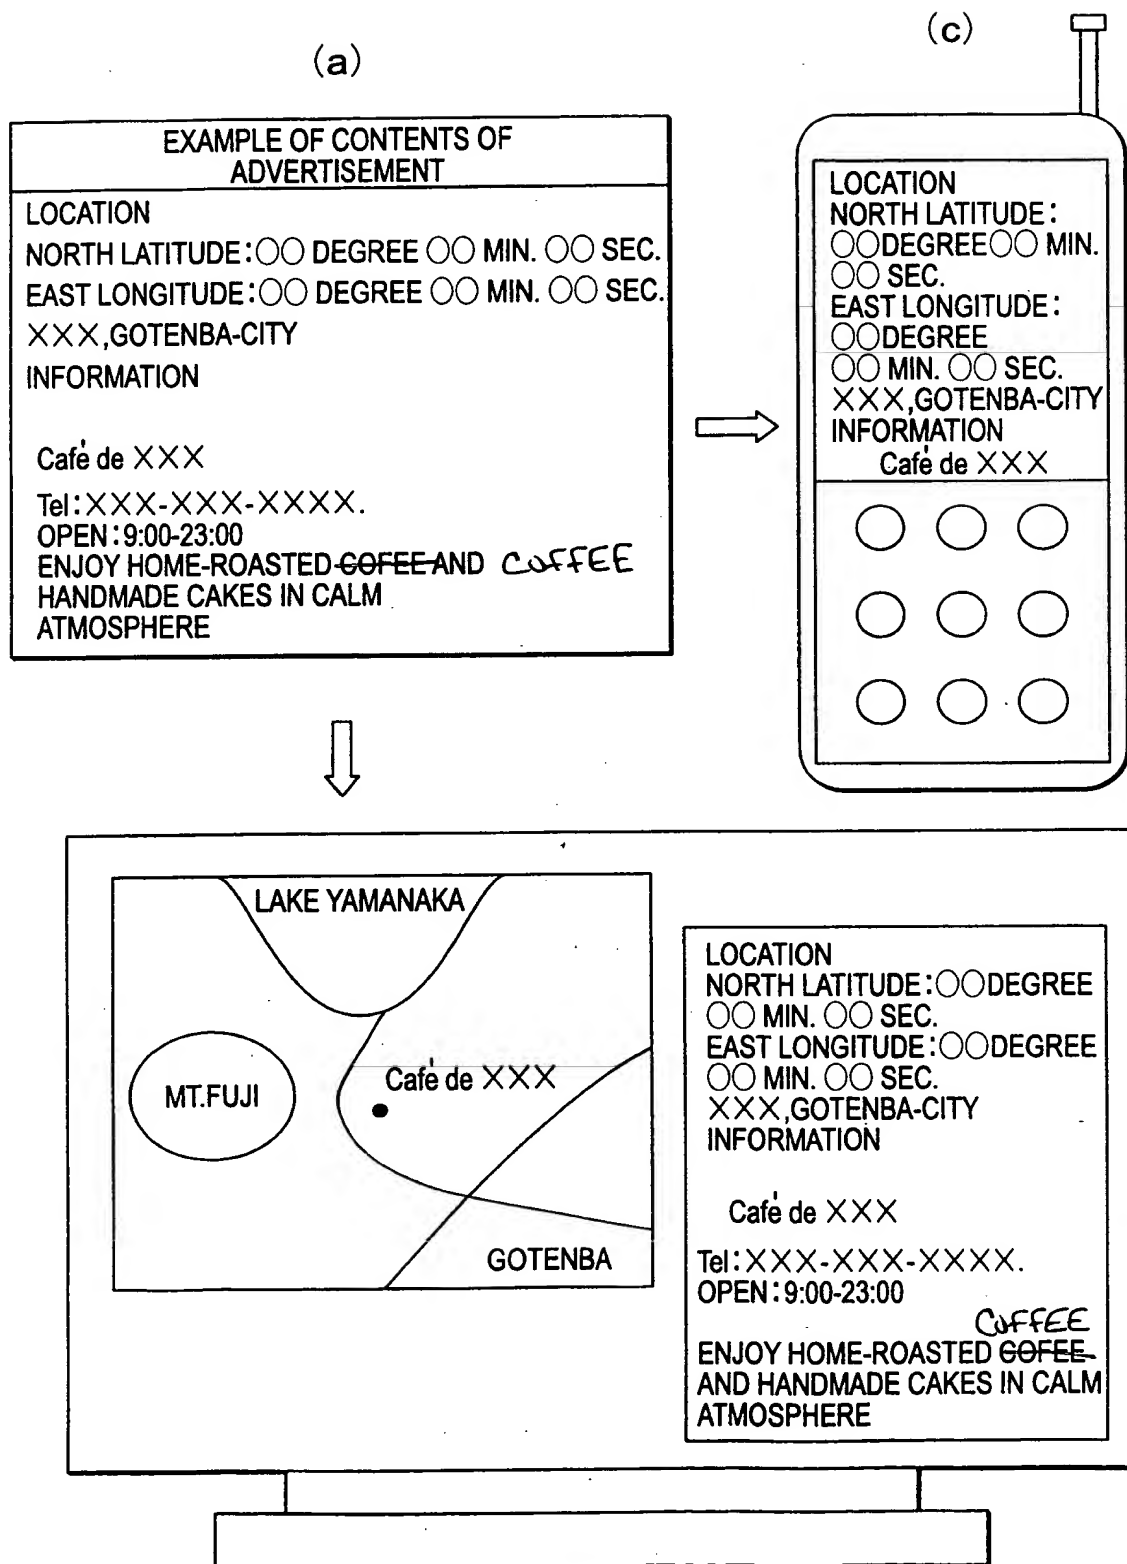 (a)
EXAMPLE OF CONTENTS OF
ADVERTISEMENT
LOCATION
NORTH LATITUDE:○○ DEGREE ○○ MIN. ○○ SEC.
EAST LONGITUDE:○○ DEGREE ○○ MIN. ○○ SEC.
XXX,GOTENBA-CITY
INFORMATION
Café de XXX
Tel:XXX-XXX-XXXX.
OPEN:9:00-23:00
ENJOY HOME-ROASTED COFEE AND COFFEE
HANDMADE CAKES IN CALM
ATMOSPHERE
(c)
LOCATION
NORTH LATITUDE:
○○DEGREE○○ MIN.
○○ SEC.
EAST LONGITUDE:
○○DEGREE
○○ MIN. ○○ SEC.
XXX,GOTENBA-CITY
INFORMATION
Café de XXX
LAKE YAMANAKA
MT.FUJI
Café de XXX
GOTENBA
LOCATION
NORTH LATITUDE:○○DEGREE
○○ MIN. ○○ SEC.
EAST LONGITUDE:○○DEGREE
○○ MIN. ○○ SEC.
XXX,GOTENBA-CITY
INFORMATION
Café de XXX
Tel:XXX-XXX-XXXX.
OPEN:9:00-23:00
COFFEE
ENJOY HOME-ROASTED COFEE
AND HANDMADE CAKES IN CALM
ATMOSPHERE